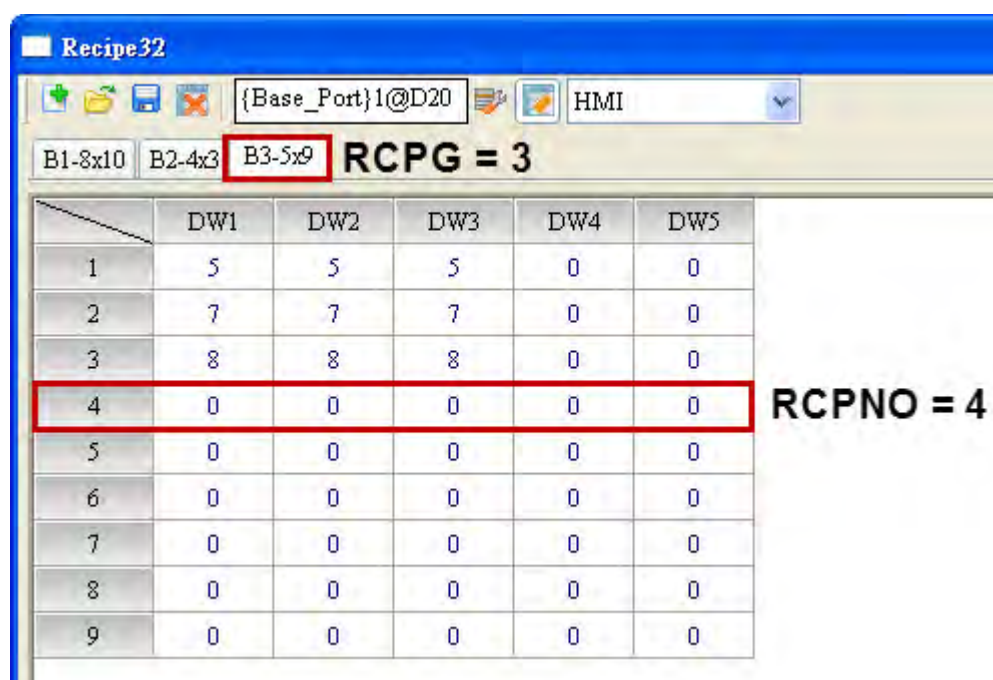 Recipe32
{Base_Port}1@D20 HMI
B1-8x10 B2-4x3 B3-5x9 RCPG = 3
DW1 DW2 DW3 DW4 DW5
1 5 5 5 0 0
2 7 7 7 0 0
3 8 8 8 0 0
4 0 0 0 0 0 RCPNO = 4
5 0 0 0 0 0
6 0 0 0 0 0
7 0 0 0 0 0
8 0 0 0 0 0
9 0 0 0 0 0